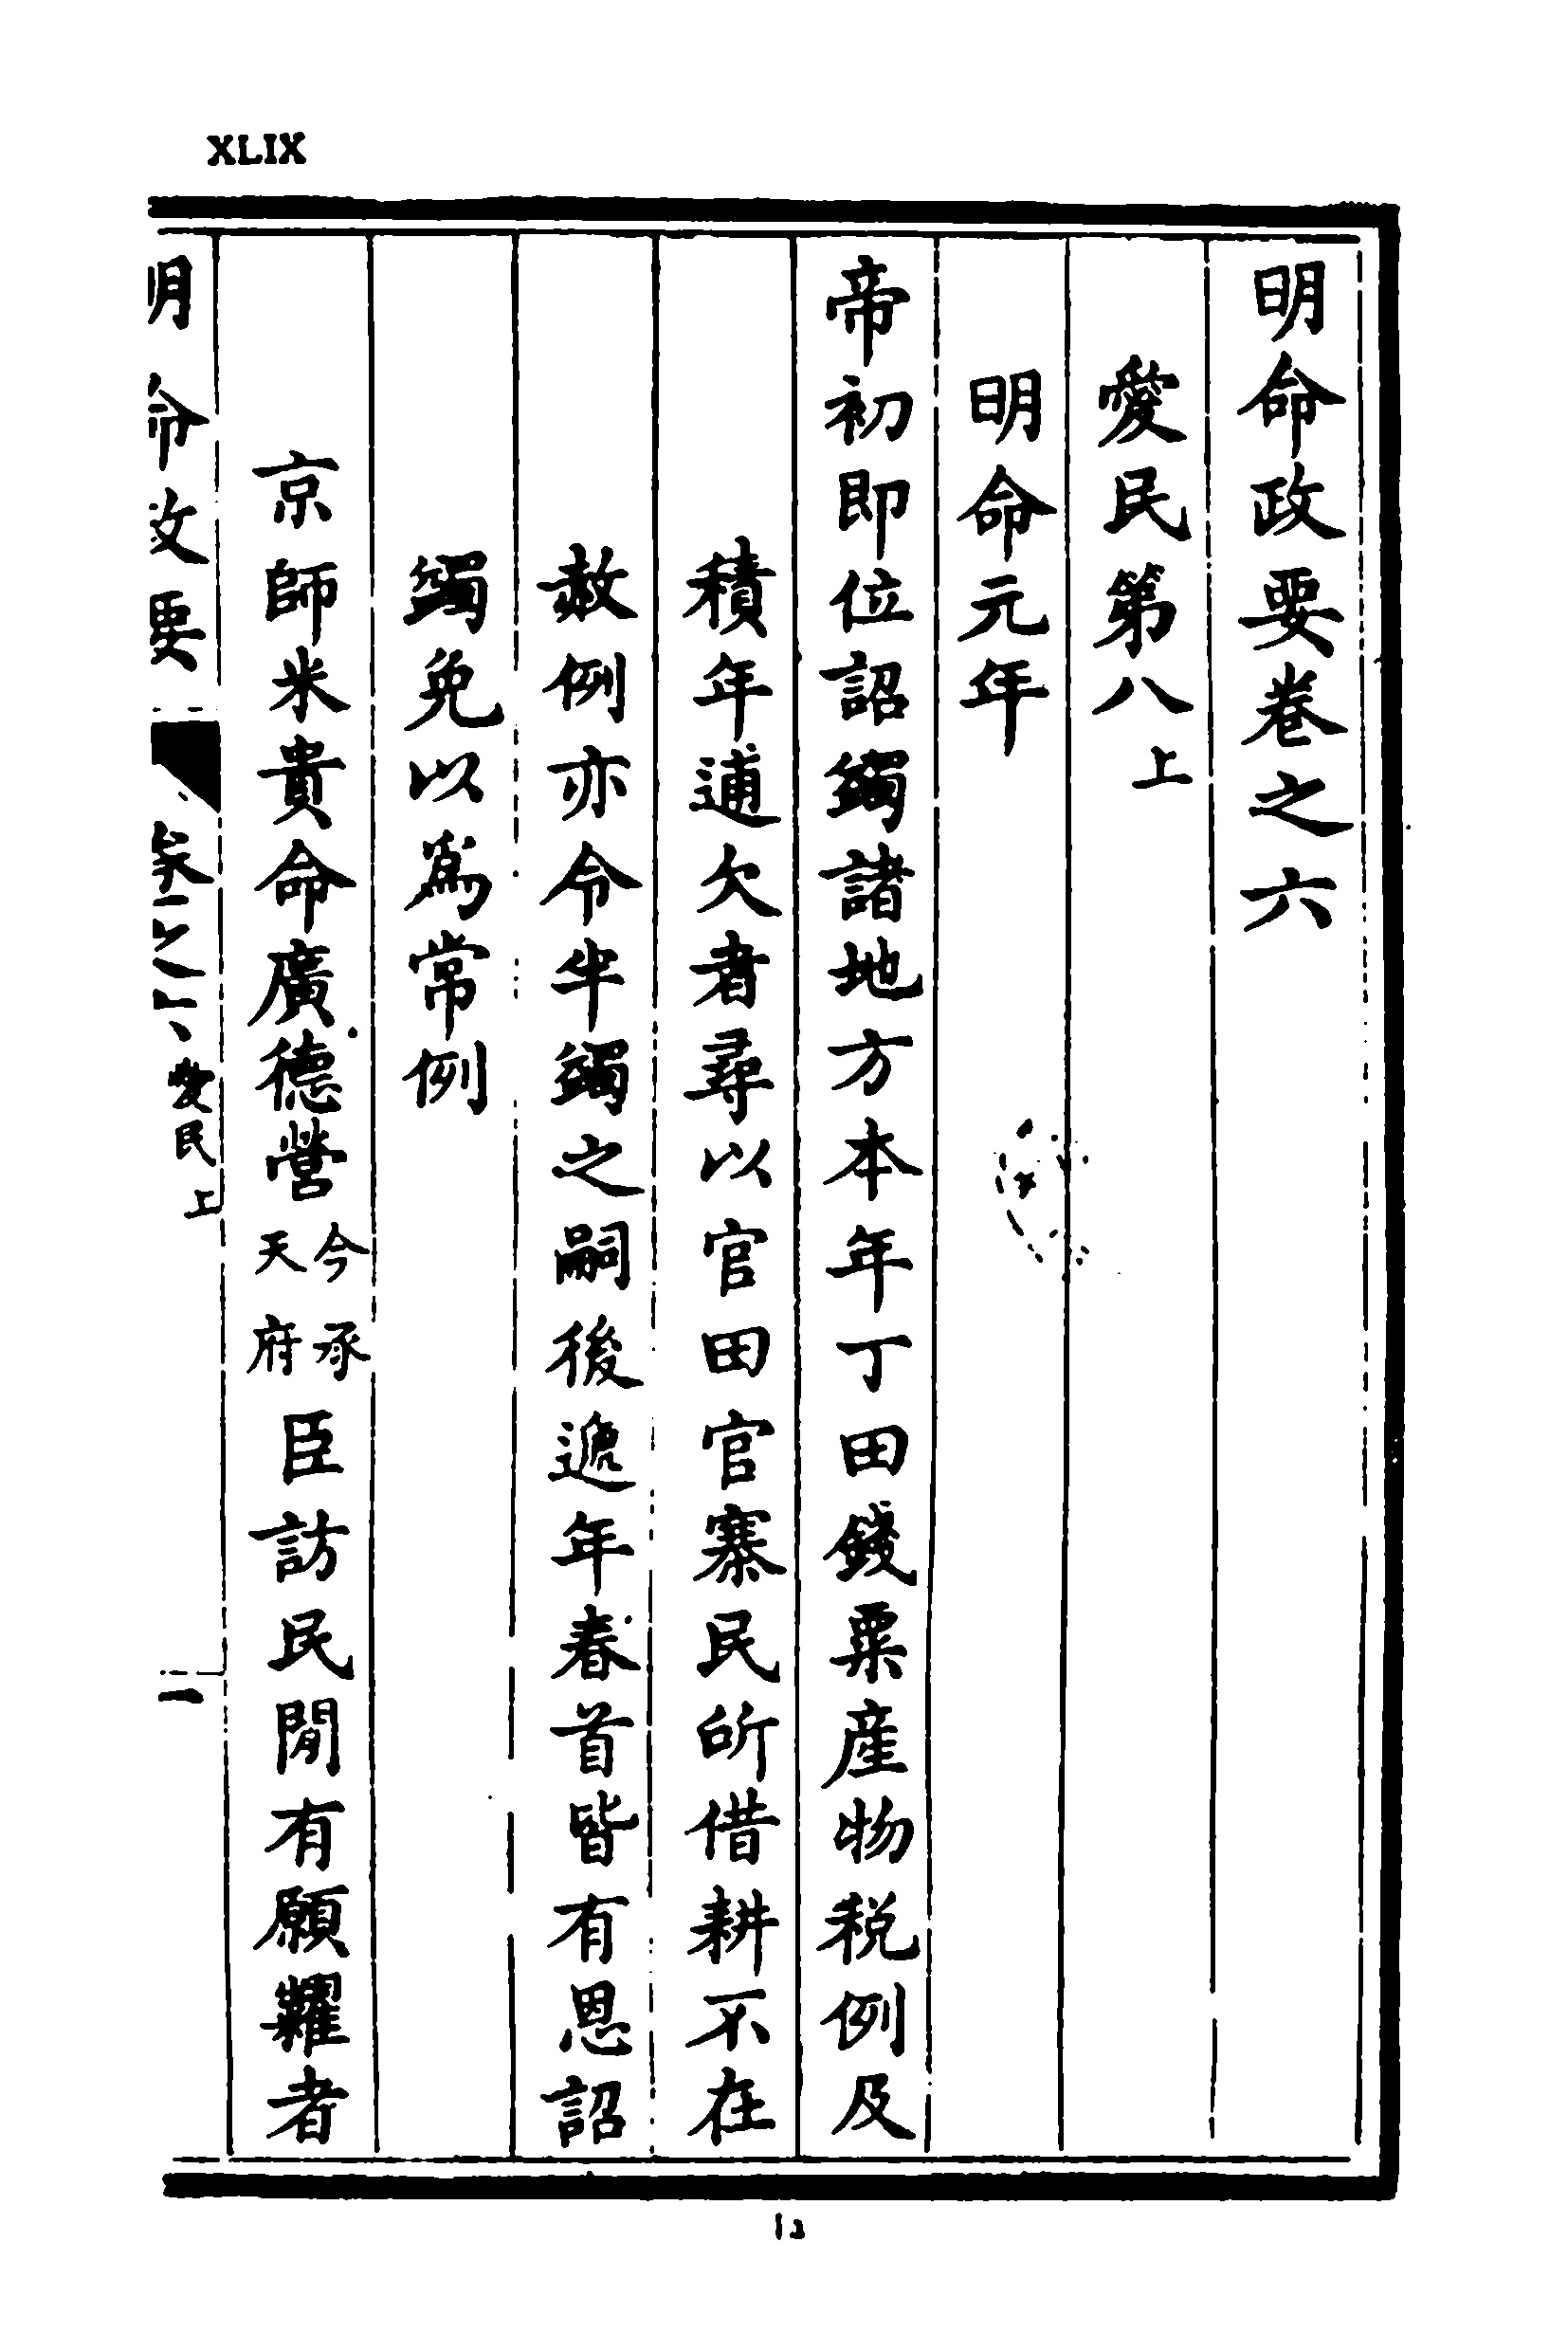 XLIX
明命政要卷之六
愛民第八上
明命元年
帝初即位詔蠲諸地方本年丁田錢粟產物稅例及
積年逋欠者尋以官田官寨民所借耕不在
赦例亦令半蠲之嗣後遞年春首皆有恩詔
蠲免以爲常例
京師米貴命廣德營今承天府臣訪民間有願糶者
明命政要 卷之六 愛民上 一
1a